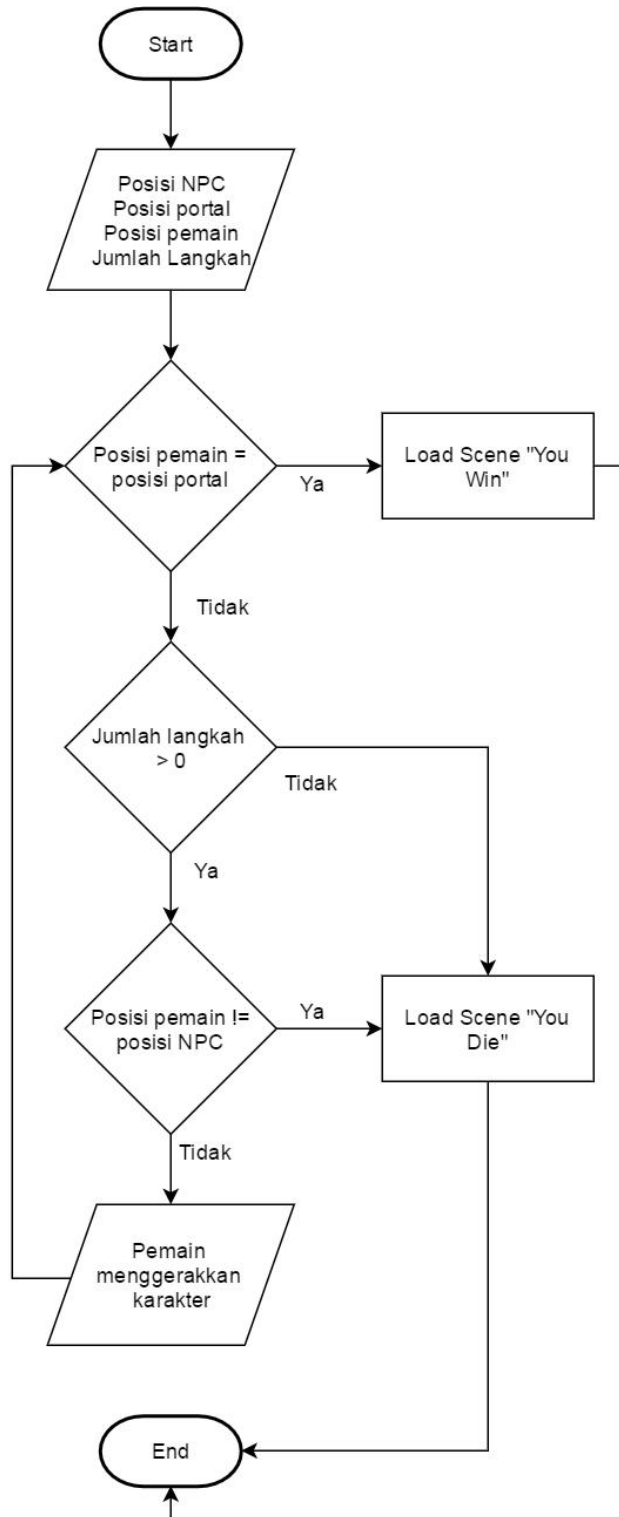 Start
Posisi NPC
Posisi portal
Posisi pemain
Jumlah Langkah
Posisi pemain =
posisi portal
Ya
Load Scene "You
Win"
Tidak
Jumlah langkah
> 0
Tidak
Ya
Posisi pemain !=
posisi NPC
Ya
Load Scene "You
Die"
Tidak
Pemain
menggerakkan
karakter
End